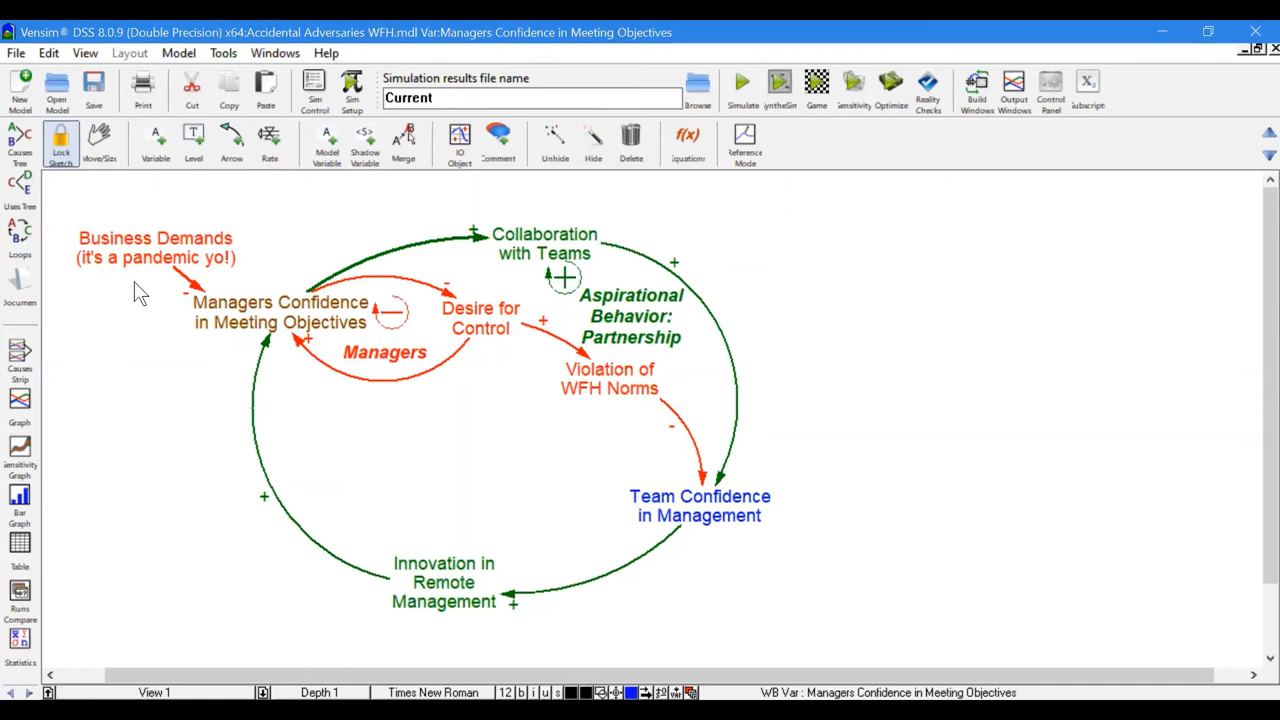 Vensim® DSS 8.0.9 (Double Precision) x64:Accidental Adversaries WFH.mdl Var:Managers Confidence in Meeting Objectives
File Edit View Layout Model Tools Windows Help
Simulation results file name
Current
New Model
Open Model
Save
Print
Cut
Copy
Paste
Sim Control
Sim Setup
Browse
Simulate
SyntheSim
Game
Sensitivity
Optimize
Reality Checks
Build Windows
Output Windows
Control Panel
Subscript
Causes Tree
Lock Sketch
Move/Size
Variable
Level
Arrow
Rate
Model Variable
Shadow Variable
Merge
IO Object
Comment
Unhide
Hide
Delete
f(x)
Equations
Reference Mode
Uses Tree
Loops
Documen
Causes Strip
Graph
Sensitivity Graph
Bar Graph
Table
Runs Compare
Statistics
Business Demands
(it's a pandemic yo!)
-
Managers Confidence
in Meeting Objectives
+
Collaboration
with Teams
+
-
Desire for
Control
+
Managers
+
Aspirational
Behavior:
Partnership
Violation of
WFH Norms
-
Team Confidence
in Management
+
Innovation in
Remote
Management
+
View 1
Depth 1
Times New Roman
12 b i u s
WB Var : Managers Confidence in Meeting Objectives